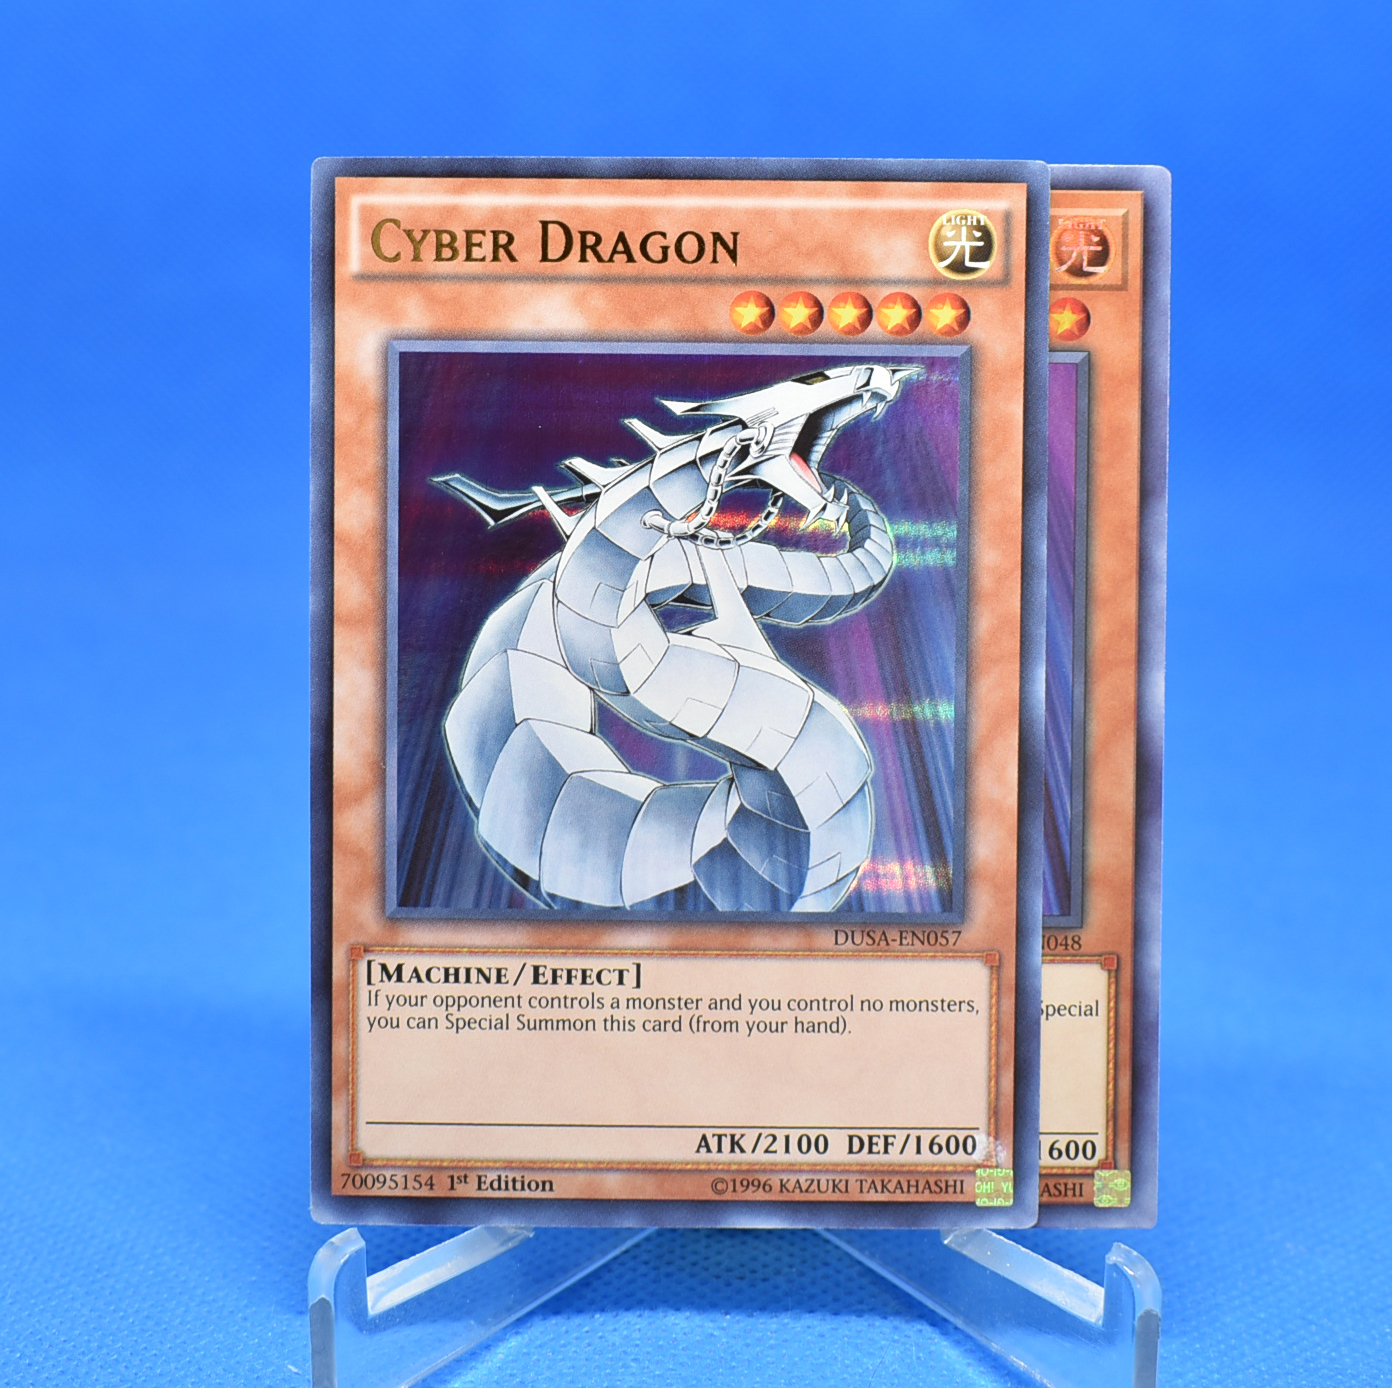 CYBER DRAGON
LIGHT
光
LIGHT
光
DUSA-EN057
N048
[MACHINE/EFFECT]
If your opponent controls a monster and you control no monsters,
you can Special Summon this card (from your hand).
Special
ATK/2100 DEF/1600
1600
70095154 1st Edition
©1996 KAZUKI TAKAHASHI
ASHI